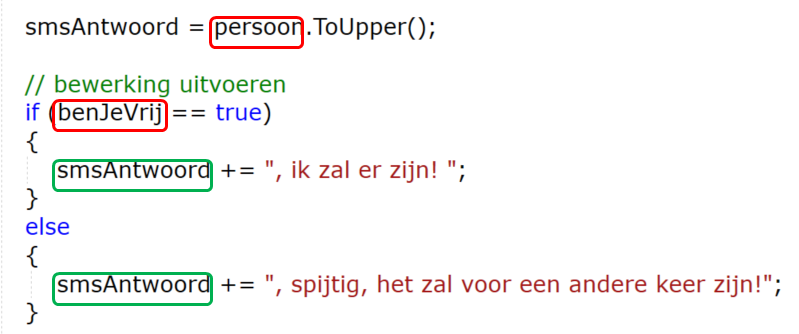 smsAntwoord = persoon.ToUpper();
// bewerking uitvoeren
if (benJeVrij == true)
{
smsAntwoord += ", ik zal er zijn! ";
}
else
{
smsAntwoord += ", spijtig, het zal voor een andere keer zijn!";
}